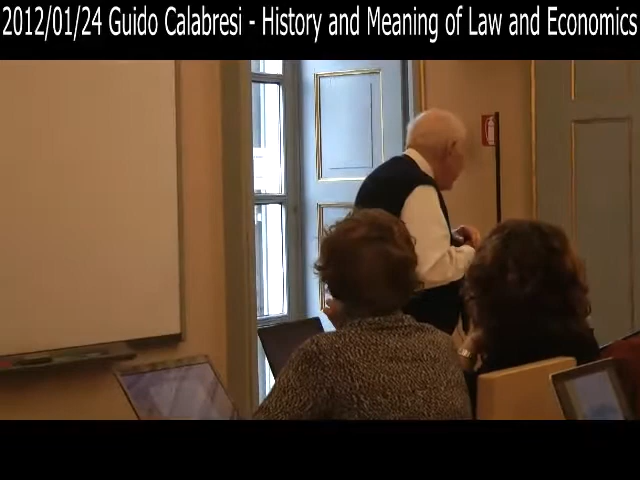 2012/01/24 Guido Calabresi - History and Meaning of Law and Economics